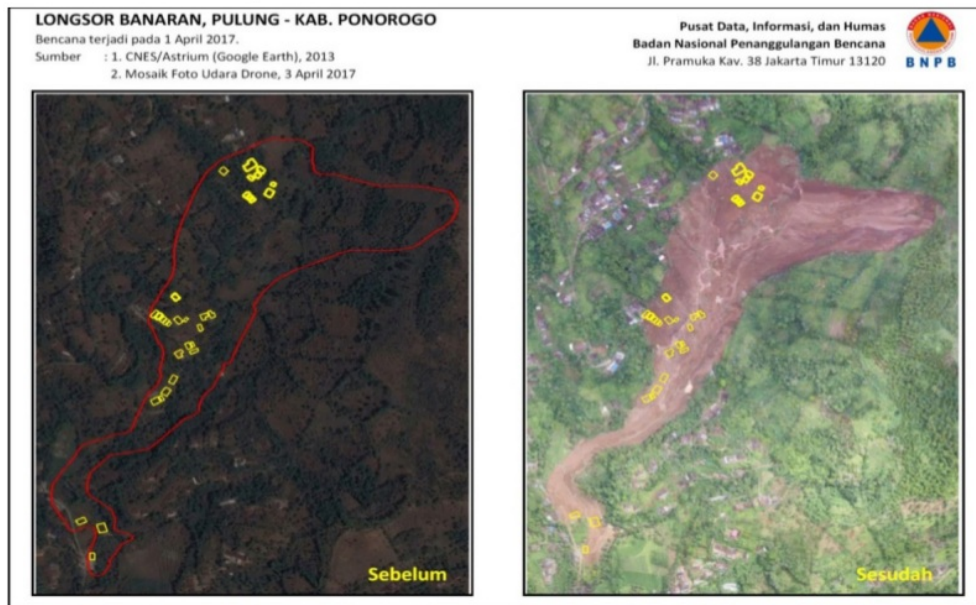 LONGSOR BANARAN, PULUNG - KAB. PONOROGO
Bencana terjadi pada 1 April 2017.
Sumber : 1. CNES/Astrium (Google Earth), 2013
2. Mosaik Foto Udara Drone, 3 April 2017
Pusat Data, Informasi, dan Humas
Badan Nasional Penanggulangan Bencana
Jl. Pramuka Kav. 38 Jakarta Timur 13120
BNPB
Sebelum
Sesudah